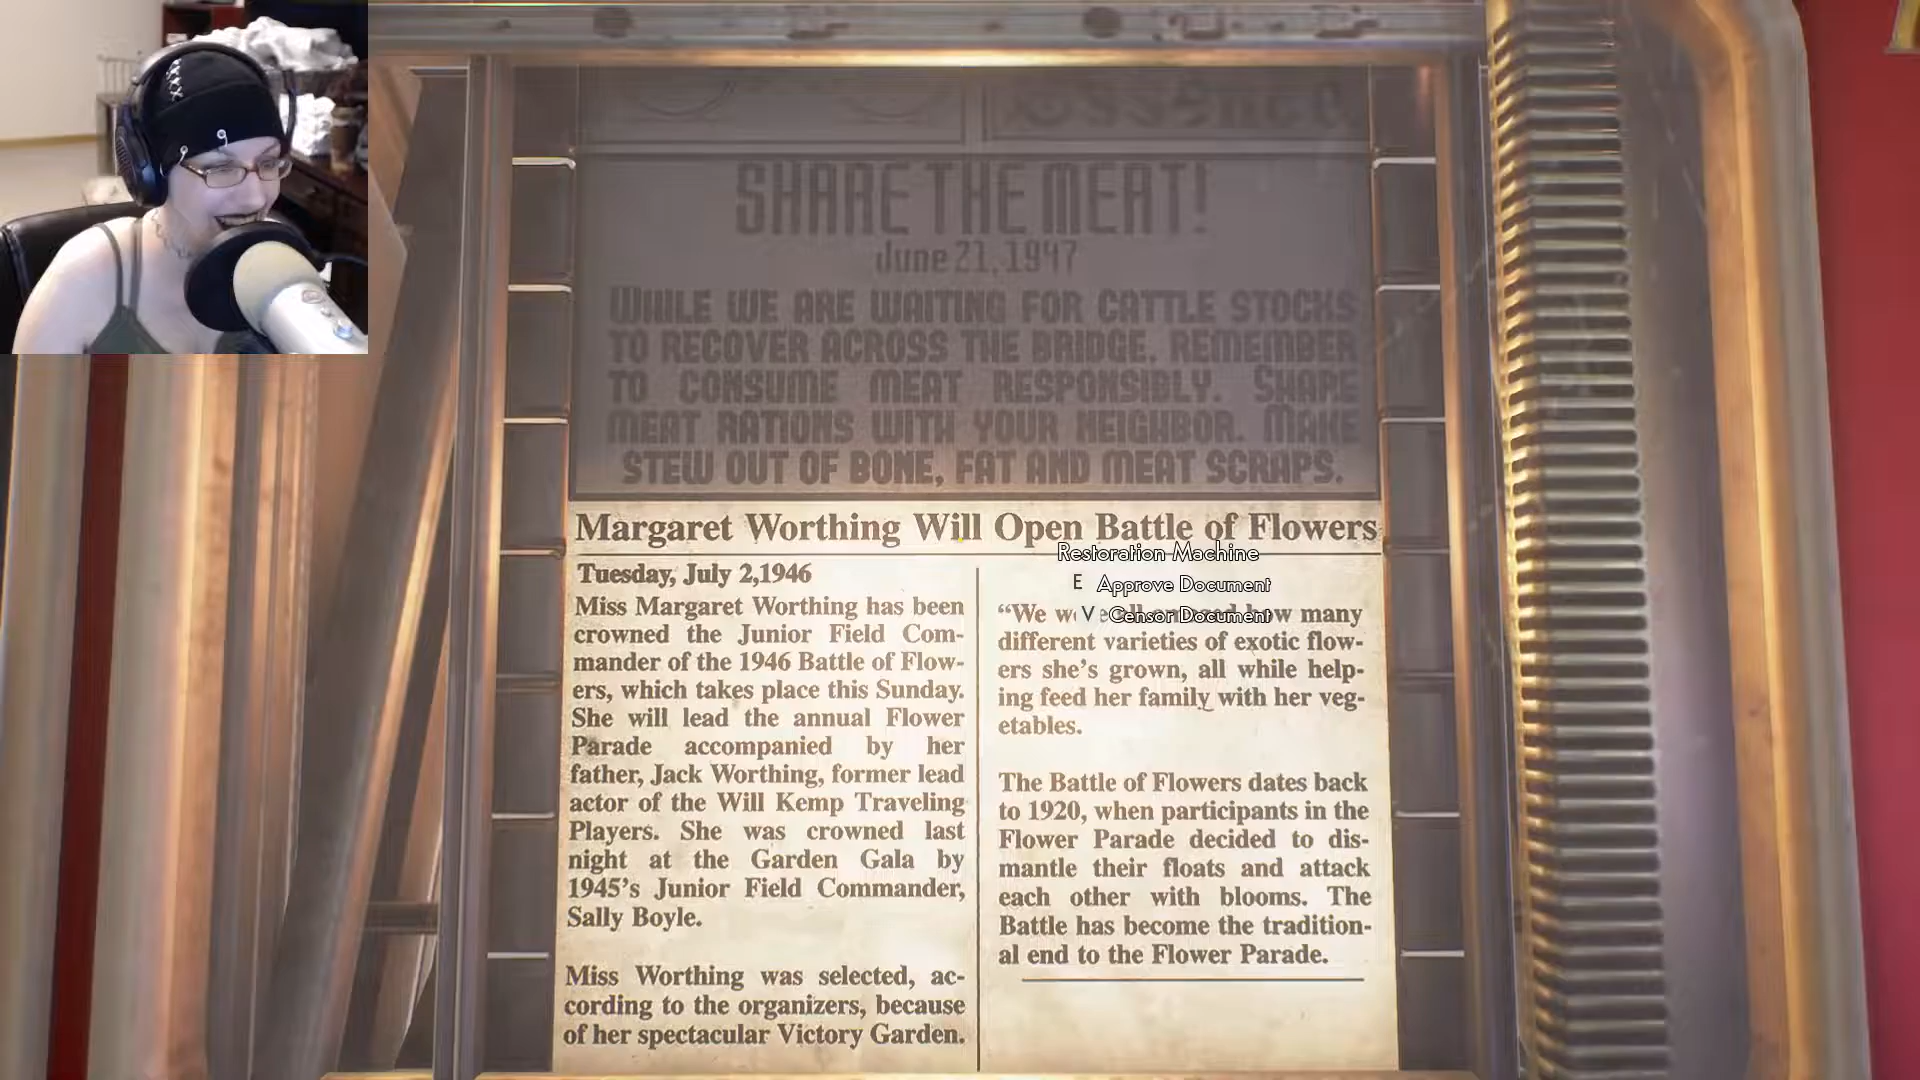 SHARE THE MEAT!
June 21, 1947
WHILE WE ARE WAITING FOR CATTLE STOCKS
TO RECOVER ACROSS THE BRIDGE, REMEMBER
TO CONSUME MEAT RESPONSIBLY. SHARE
MEAT RATIONS WITH YOUR NEIGHBOR. MAKE
STEW OUT OF BONE, FAT AND MEAT SCRAPS.
Margaret Worthing Will Open Battle of Flowers
Tuesday, July 2,1946
Miss Margaret Worthing has been
crowned the Junior Field Com-
mander of the 1946 Battle of Flow-
ers, which takes place this Sunday.
She will lead the annual Flower
Parade accompanied by her
father, Jack Worthing, former lead
actor of the Will Kemp Traveling
Players. She was crowned last
night at the Garden Gala by
1945's Junior Field Commander,
Sally Boyle.
Miss Worthing was selected, ac-
cording to the organizers, because
of her spectacular Victory Garden.
Restoration Machine
E Approve Document
V Censor Document
“We how many
different varieties of exotic flow-
ers she's grown, all while help-
ing feed her family with her veg-
etables.
The Battle of Flowers dates back
to 1920, when participants in the
Flower Parade decided to dis-
mantle their floats and attack
each other with blooms. The
Battle has become the tradition-
al end to the Flower Parade.